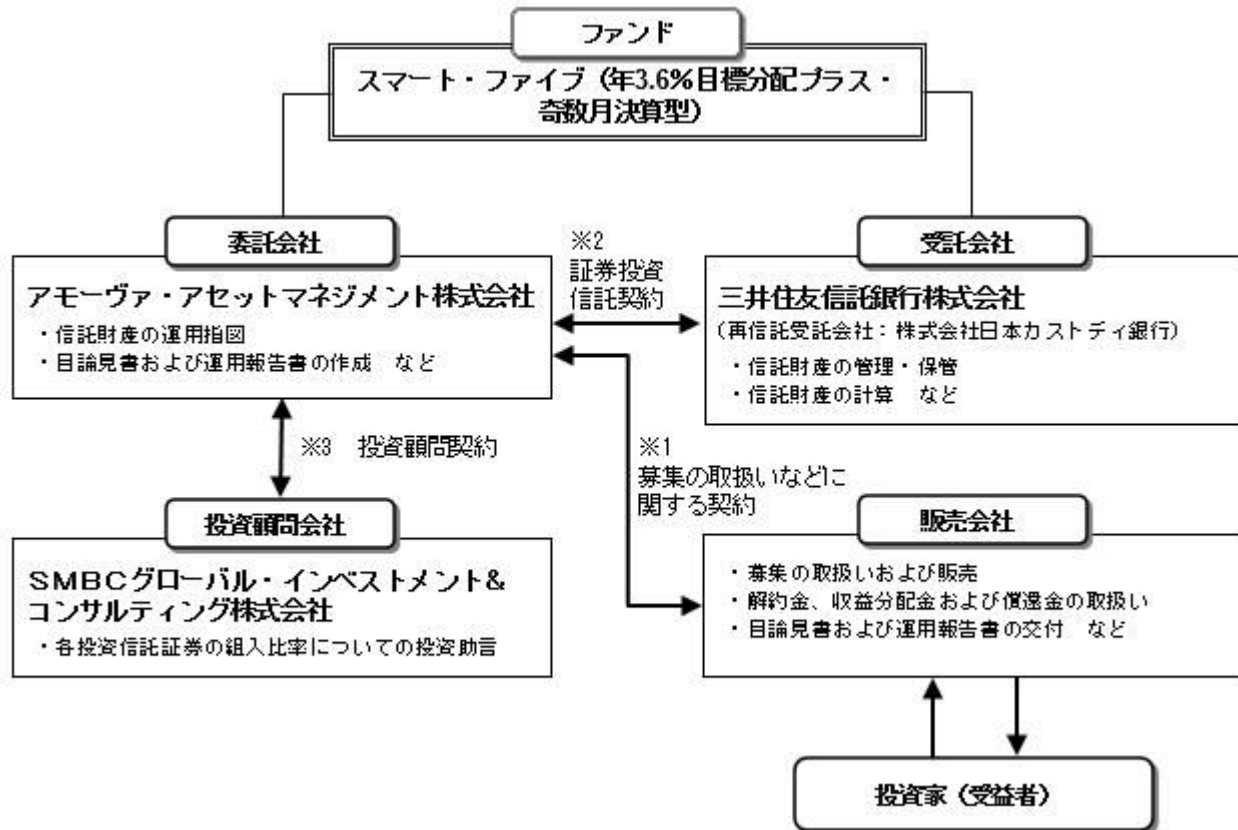 ファンド
スマート・ファイブ（年3.6%目標分配プラス・
奇数月決算型）
委託会社
アモーヴァ・アセットマネジメント株式会社
・信託財産の運用指図
・目論見書および運用報告書の作成　など
※2
証券投資
信託契約
受託会社
三井住友信託銀行株式会社
（再信託受託会社：株式会社日本カストディ銀行）
・信託財産の管理・保管
・信託財産の計算　など
※3　投資顧問契約
※1
募集の取扱いなどに
関する契約
投資顧問会社
ＳＭＢＣグローバル・インベストメント&
コンサルティング株式会社
・各投資信託証券の組入比率についての投資助言
販売会社
・募集の取扱いおよび販売
・解約金、収益分配金および償還金の取扱い
・目論見書および運用報告書の交付　など
投資家（受益者）